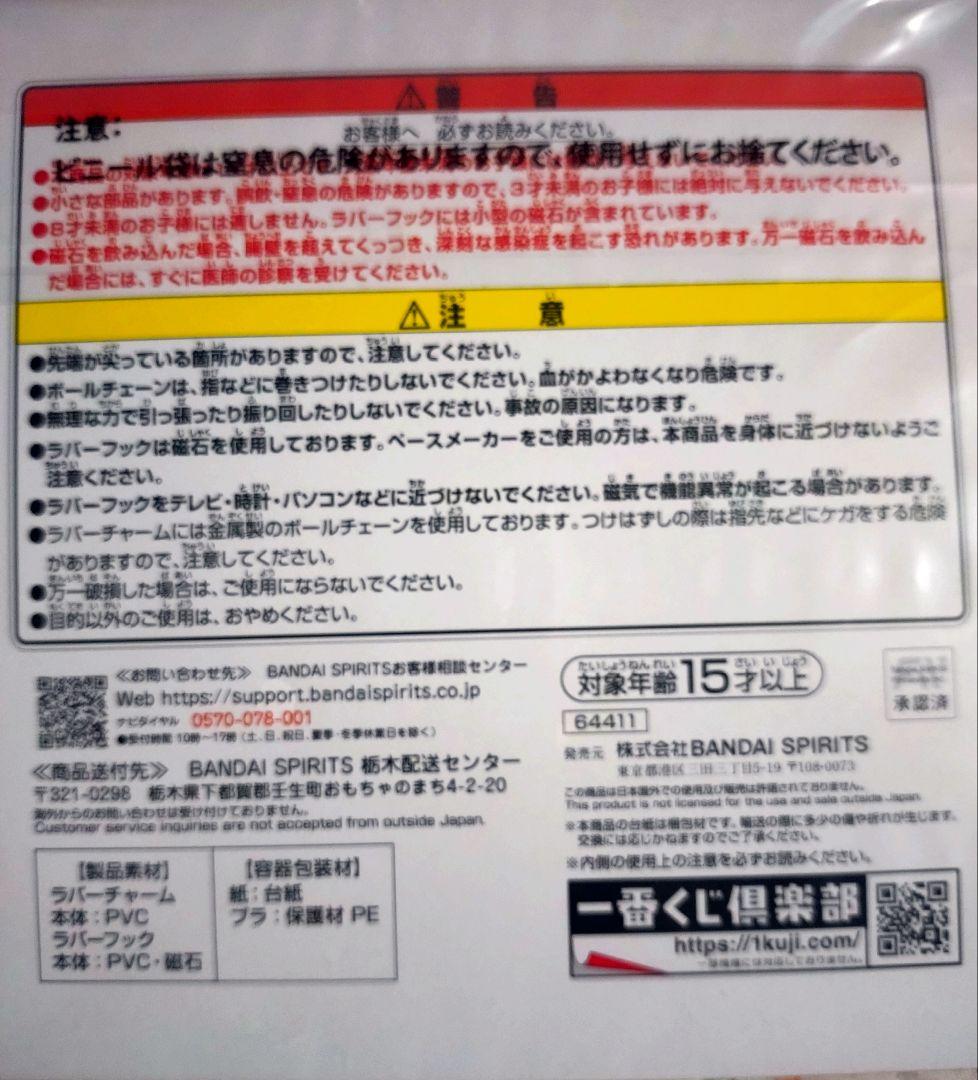 ⚠警 告
注意:
お客様へ 必ずお読みください。
ビニール袋は窒息の危険がありますので、使用せずにお捨てください。
●小さな部品があります。誤飲・窒息の危険がありますので、3才未満のお子様には絶対に与えないでください。
●8才未満のお子様には適しません。ラバーフックには小製の磁石が含まれています。
●磁石を飲み込んだ場合、腸壁を超えてくっつき、深刻な感染症を起こす恐れがあります。万一磁石を飲み込ん
だ場合には、すぐに医師の診察を受けてください。
⚠注 意
●先端が尖っている箇所がありますので、注意してください。
●ボールチェーンは、指などに巻きつけたりしないでください。血がかよわなくなり危険です。
●無理な力で引っ張ったり振り回したりしないでください。事故の原因になります。
●ラバーフックは磁石を使用しております。ペースメーカーをご使用の方は、本商品を身体に近づけないようご
注意ください。
●ラバーフックをテレビ・時計・パソコンなどに近づけないでください。磁気で機能異常が起こる場合があります。
●ラバーチャームには金属製のボールチェーンを使用しております。つけはずしの際は指先などにケガをする危険
がありますので、注意してください。
●万一破損した場合は、ご使用にならないでください。
●目的以外のご使用は、おやめください。
≪お問い合わせ先≫ BANDAI SPIRITSお客様相談センター
Web https://support.bandaispirits.co.jp
ナビダイヤル 0570-078-001
●受付時間 10時〜17時(土、日、祝日、夏季・冬季休業日を除く)
≪商品送付先≫ BANDAI SPIRITS 栃木配送センター
〒321-0298 栃木県下都賀郡壬生町おもちゃのまち4-2-20
海外からのお問い合わせは受け付けておりません。
Customer service inquiries are not accepted from outside Japan.
【製品素材】
ラバーチャーム
本体:PVC
ラバーフック
本体:PVC・磁石
【容器包装材】
紙:台紙
プラ:保護材 PE
対象年齢15才以上
承認済
64411
発売元 株式会社BANDAI SPIRITS
東京都港区三田三丁目5-19 〒108-0073
この商品は日本国外での使用及び販売は許諾されておりません。
This product is not licensed for the use and sale outside Japan.
※本商品の台紙は梱包材です。輸送の際に多少の傷や折れが生じます。
交換には応じかねますのでご了承ください。
※内側の使用上の注意を必ずお読みください。
一番くじ倶楽部
https://1kuji.com/